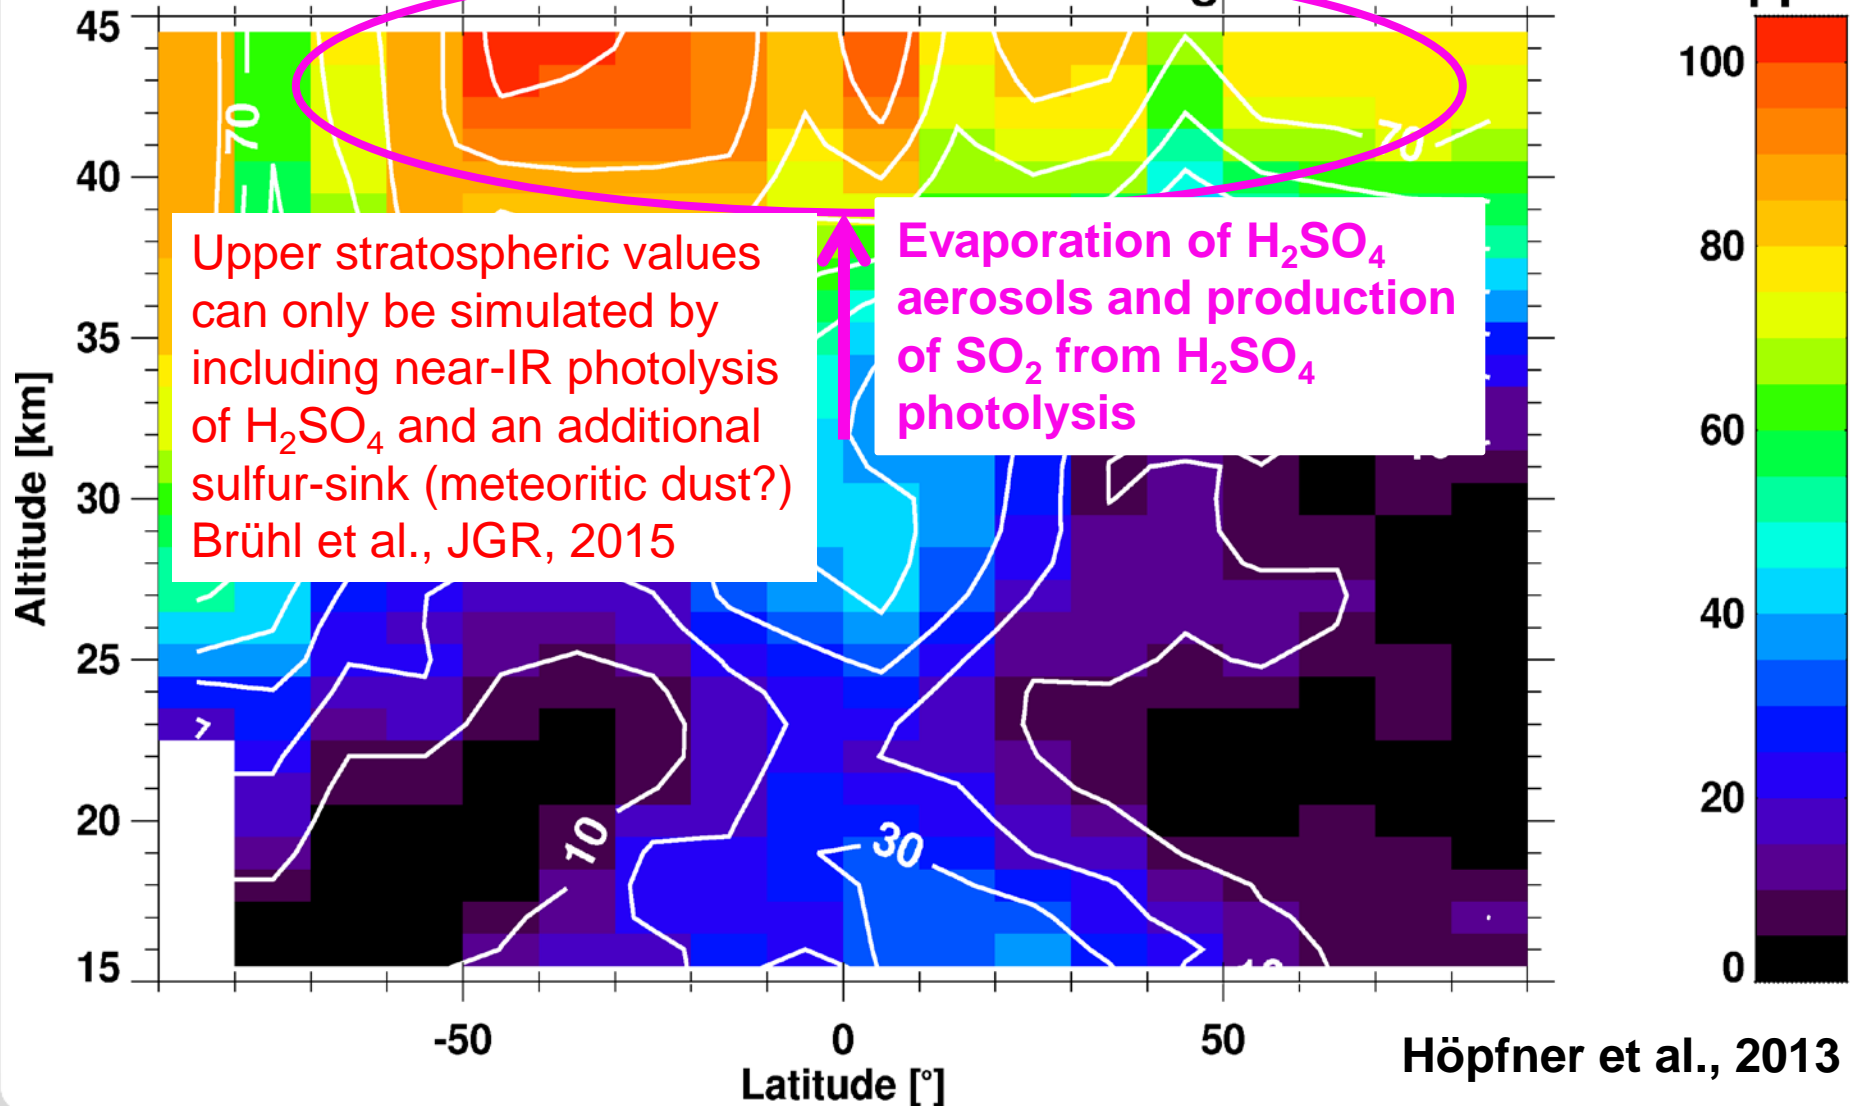 45
40
35
30
25
20
15
Altitude [km]
-50
0
50
Latitude [°]
70
70
10
30
Upper stratospheric values
can only be simulated by
including near-IR photolysis
of H₂SO₄ and an additional
sulfur-sink (meteoritic dust?)
Brühl et al., JGR, 2015
Evaporation of H₂SO₄
aerosols and production
of SO₂ from H₂SO₄
photolysis
100
80
60
40
20
0
Höpfner et al., 2013